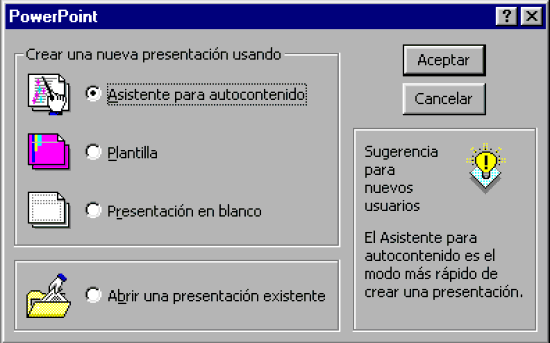 PowerPoint
Crear una nueva presentación usando
Asistente para autocontenido
Plantilla
Presentación en blanco
Abrir una presentación existente
Aceptar
Cancelar
Sugerencia
para
nuevos
usuarios
El Asistente para
autocontenido es el
modo más rápido de
crear una presentación.